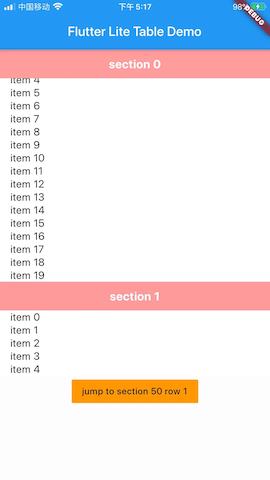 中国移动 下午 5:17 98%
DEBUG
Flutter Lite Table Demo
section 0
item 4
item 5
item 6
item 7
item 8
item 9
item 10
item 11
item 12
item 13
item 14
item 15
item 16
item 17
item 18
item 19
section 1
item 0
item 1
item 2
item 3
item 4
jump to section 50 row 1